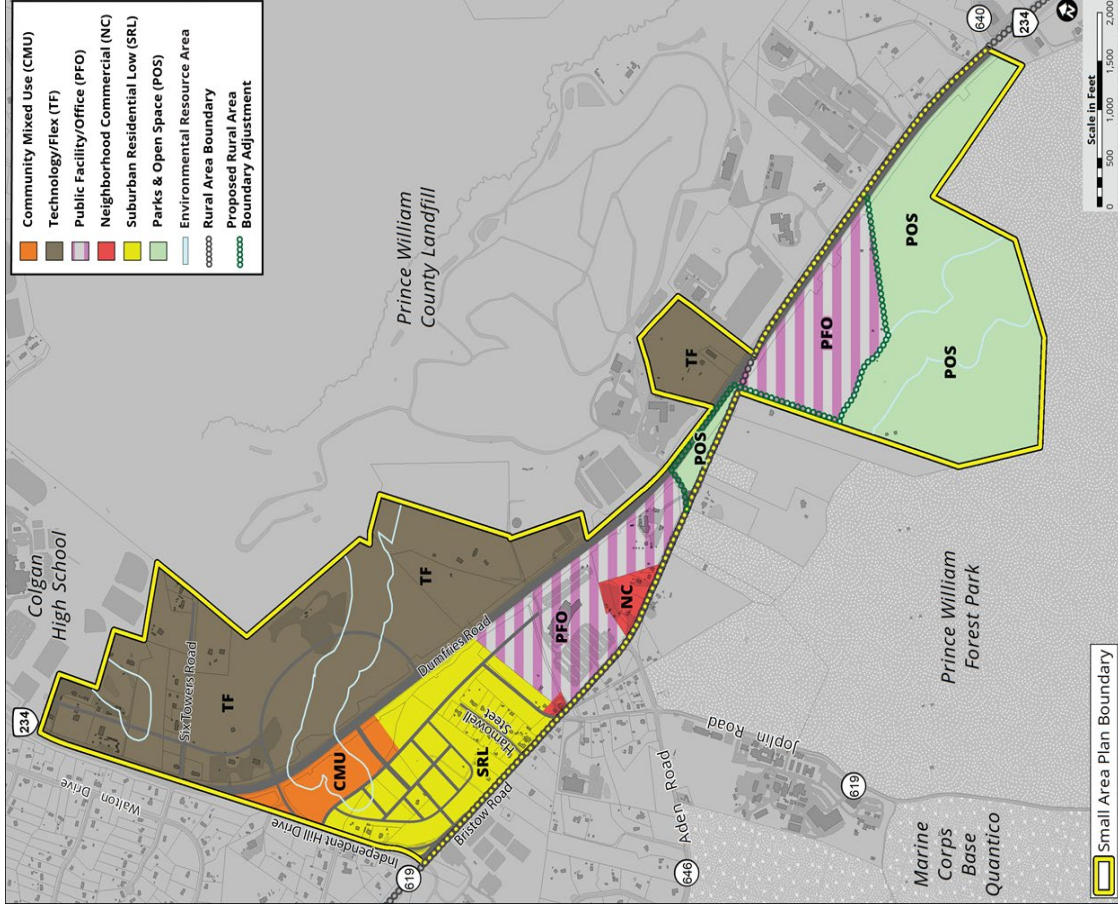 Community Mixed Use (CMU)
Technology/Flex (TF)
Public Facility/Office (PFO)
Neighborhood Commercial (NC)
Suburban Residential Low (SRL)
Parks & Open Space (POS)
Environmental Resource Area
Rural Area Boundary
Proposed Rural Area
Boundary Adjustment
Colgan
High School
234
Walton Drive
Six Towers Road
TF
Independent Hill Drive
CMU
Dumfries Road
TF
SRL
Hamowell
Street
Bristow Road
619
PFO
NC
POS
TF
Prince William
County Landfill
PFO
POS
POS
640
234
N
Scale in Feet
0 500 1,000 1,500 2,000
646
Aden Road
Joplin Road
619
Prince William
Forest Park
Marine
Corps
Base
Quantico
Small Area Plan Boundary